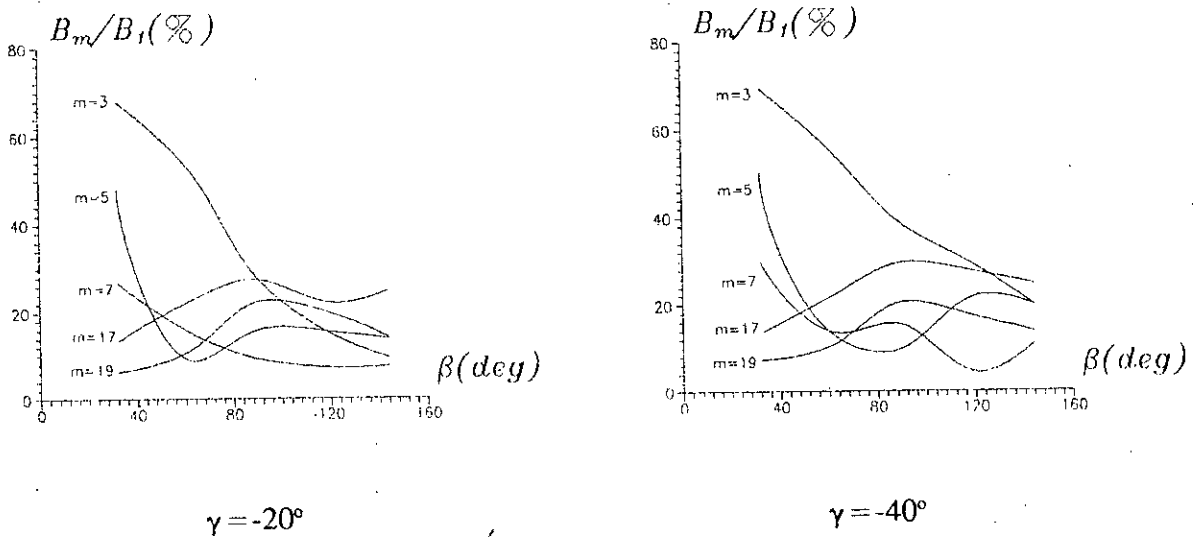 B_m/B_1(%)
80
60
40
20
0
m=3
m=5
m=7
m=17
m=19
0 40 80 120 160
β(deg)
γ = -20°
B_m/B_1(%)
80
60
40
20
0
m=3
m=5
m=7
m=17
m=19
0 40 80 120 160
β(deg)
γ = -40°